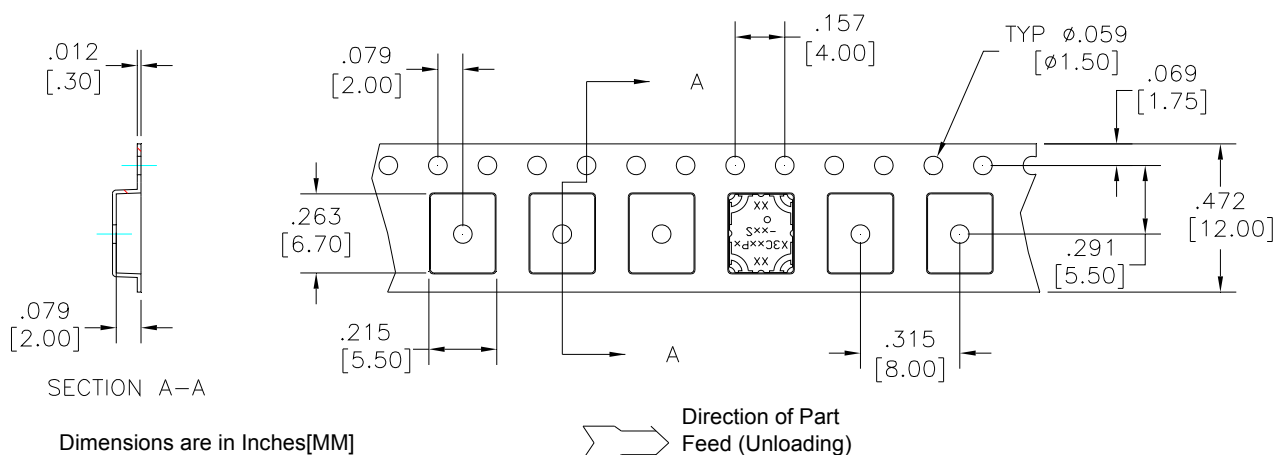 .012
[.30]
.079
[2.00]
A
.157
[4.00]
TYP ø.059
[ø1.50]
.069
[1.75]
.263
[6.70]
XX
-xxS
X3CxxPx
XX
.472
[12.00]
.291
[5.50]
.079
[2.00]
.215
[5.50]
A
.315
[8.00]
SECTION A-A
Dimensions are in Inches[MM]
Direction of Part
Feed (Unloading)